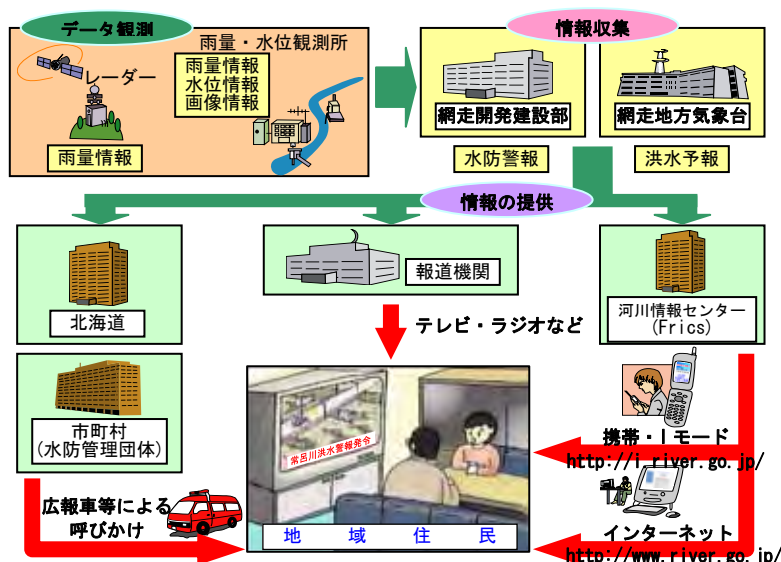 データ観測
情報収集
雨量・水位観測所
レーダー
雨量情報
水位情報
画像情報
雨量情報
網走開発建設部
網走地方気象台
水防警報
洪水予報
情報の提供
北海道
報道機関
河川情報センター
(Frics)
テレビ・ラジオなど
市町村
(水防管理団体)
常呂川洪水警報発令
携帯・Iモード
http://i.river.go.jp/
広報車等による
呼びかけ
インターネット
http://www.river.go.jp/
地域住民